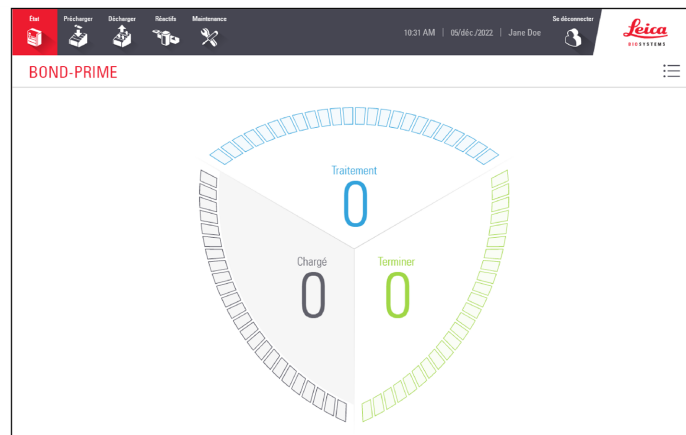 État
Précharger
Décharger
Réactifs
Maintenance
10:31 AM | 05/déc./2022 | Jane Doe
Se déconnecter
Leica
BIOSYSTEMS
BOND-PRIME
Traitement
0
Chargé
0
Terminer
0